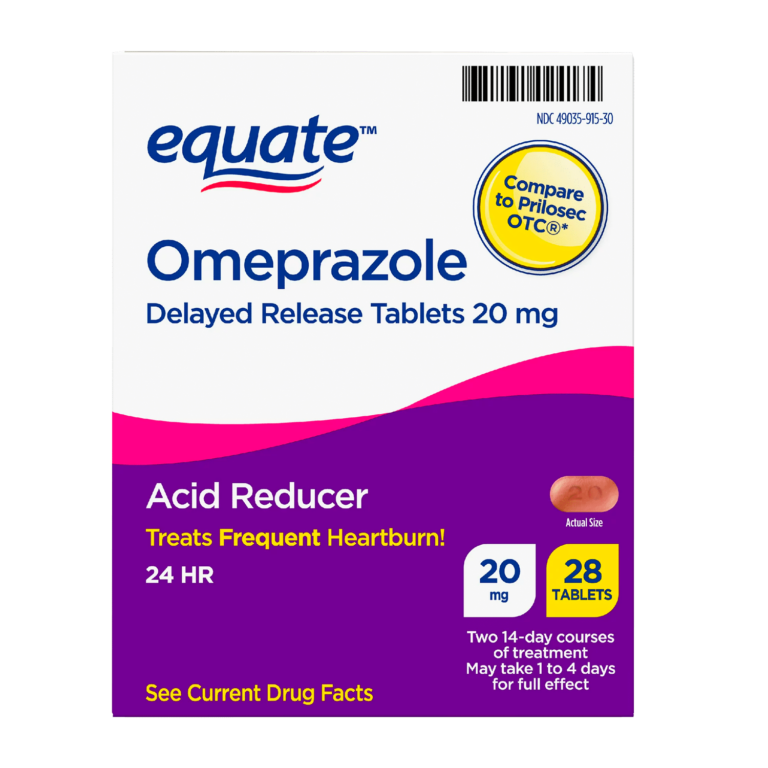 NDC 49035-915-30
equate™
Compare
to Prilosec
OTC®*
Omeprazole
Delayed Release Tablets 20 mg
Acid Reducer
Treats Frequent Heartburn!
24 HR
20
Actual Size
20
mg
28
TABLETS
Two 14-day courses
of treatment
May take 1 to 4 days
for full effect
See Current Drug Facts